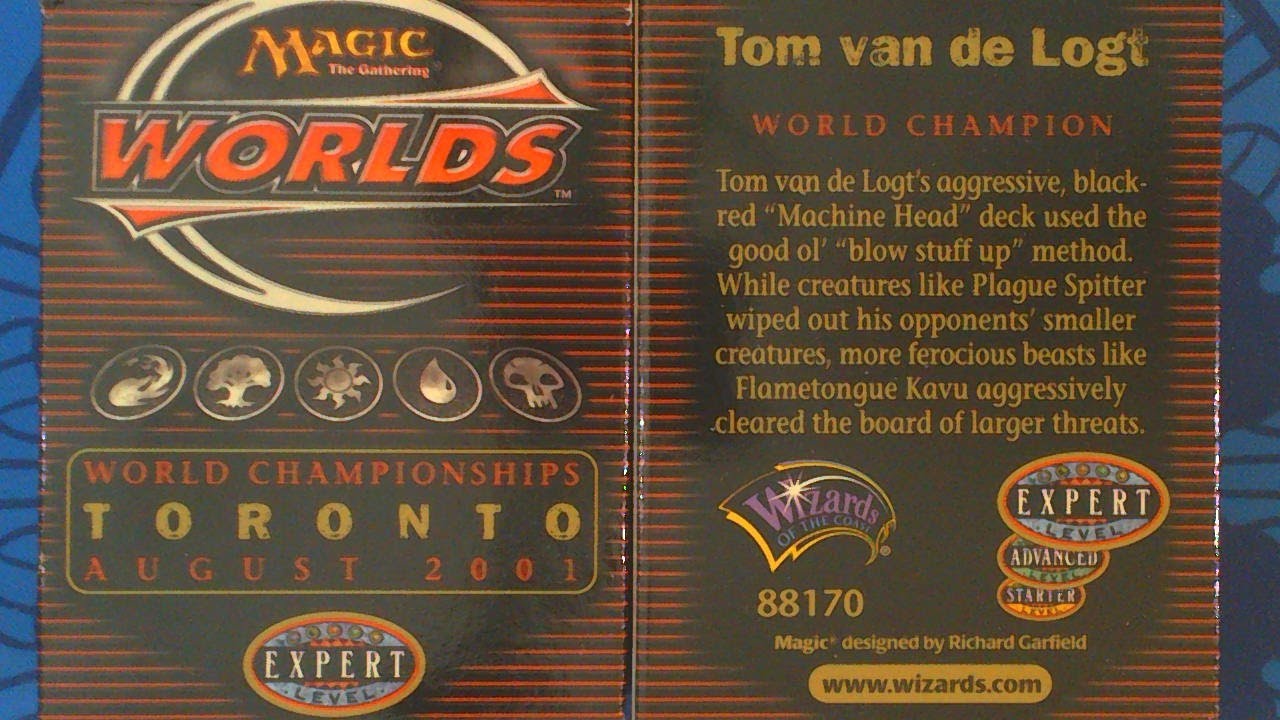 MAGIC
The Gathering®
WORLDS™
WORLD CHAMPIONSHIPS
TORONTO
AUGUST 2001
EXPERT
LEVEL
Tom van de Logt
WORLD CHAMPION
Tom van de Logt's aggressive, black-
red “Machine Head” deck used the
good ol’ “blow stuff up” method.
While creatures like Plague Spitter
wiped out his opponents’ smaller
creatures, more ferocious beasts like
Flametongue Kavu aggressively
cleared the board of larger threats.
Wizards
OF THE COAST®
EXPERT
LEVEL
ADVANCED
LEVEL
STARTER
LEVEL
88170
Magic® designed by Richard Garfield
www.wizards.com